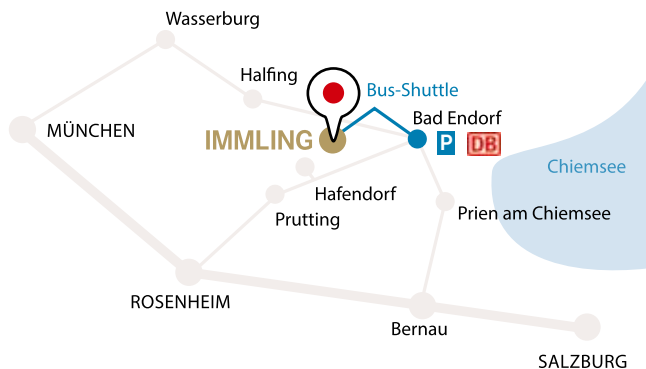 Wasserburg
Halfing
Bus-Shuttle
Bad Endorf
MÜNCHEN
IMMLING
P
DB
Chiemsee
Hafendorf
Prutting
Prien am Chiemsee
ROSENHEIM
Bernau
SALZBURG